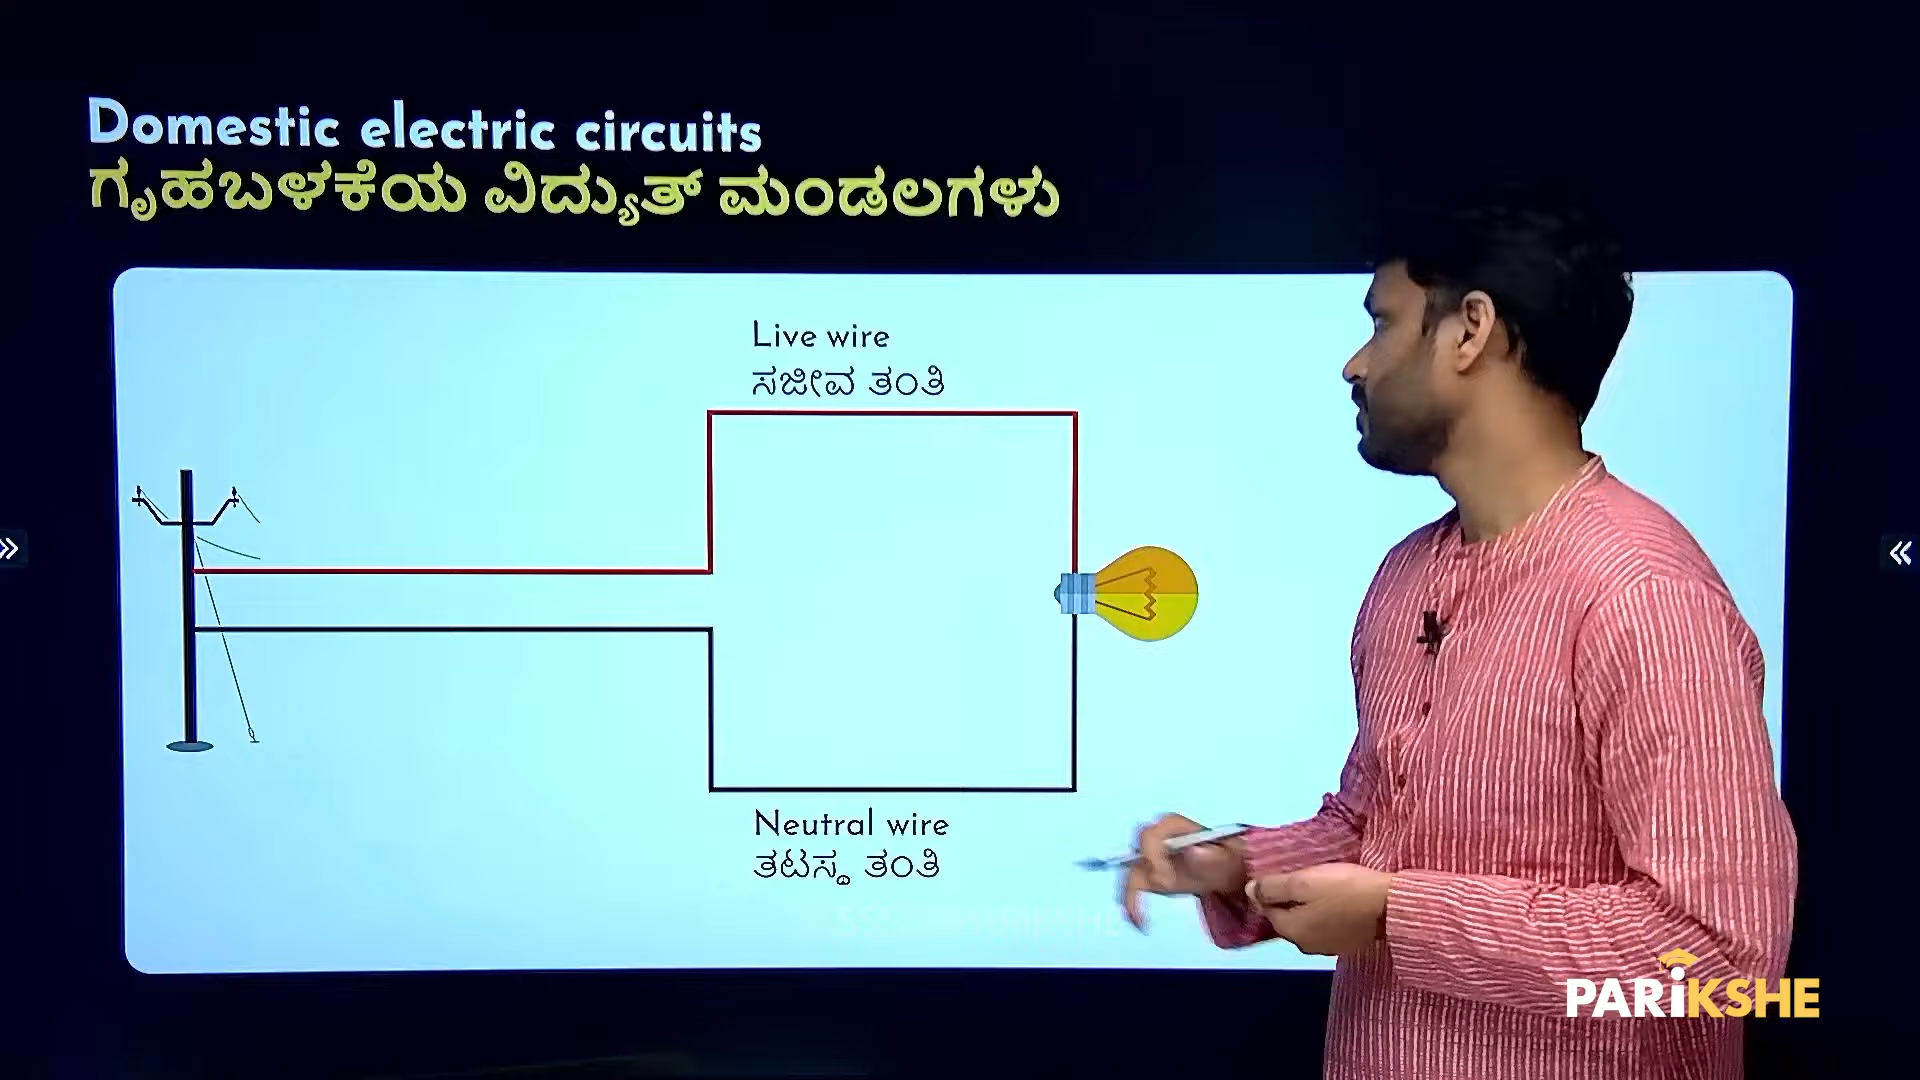 Domestic electric circuits
ಗೃಹಬಳಕೆಯ ವಿದ್ಯುತ್ ಮಂಡಲಗಳು
Live wire
ಸಜೀವ ತಂತಿ
Neutral wire
ತಟಸ್ಥ ತಂತಿ
PARiKSHE